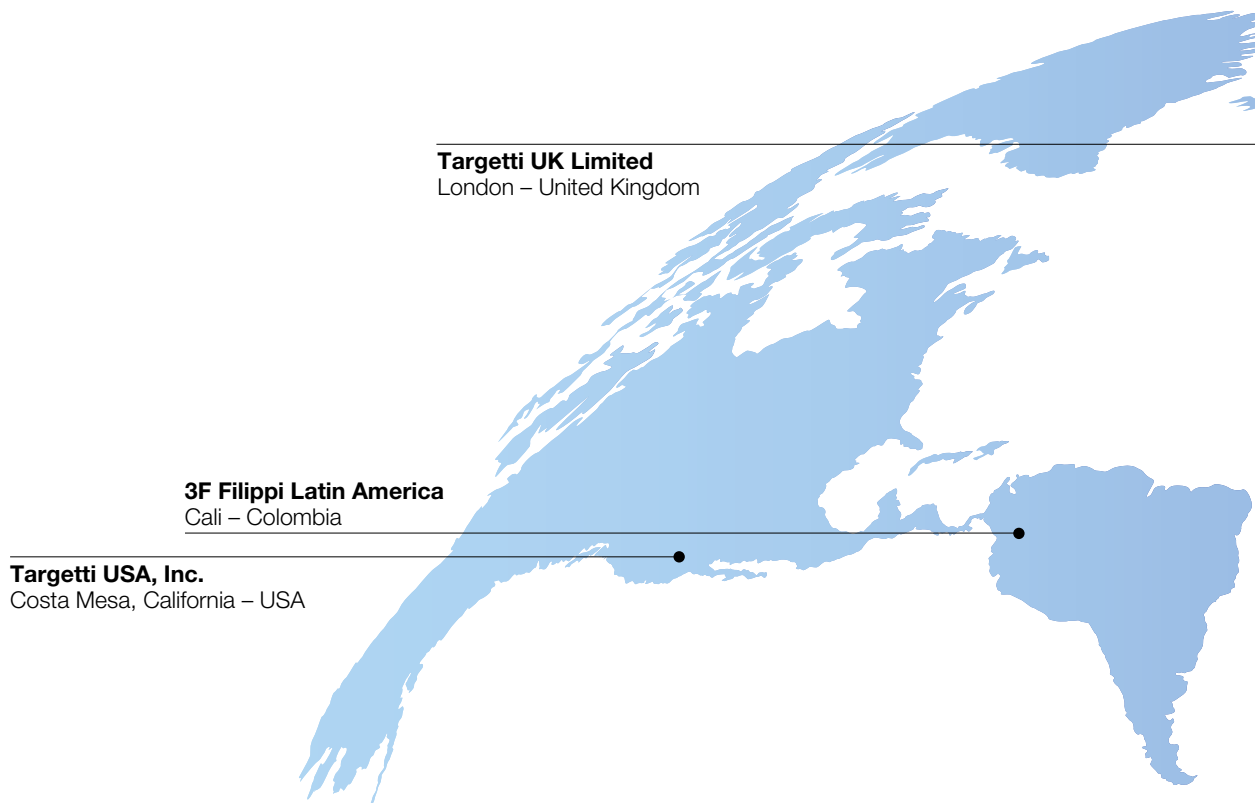 Targetti UK Limited
London – United Kingdom
3F Filippi Latin America
Cali – Colombia
Targetti USA, Inc.
Costa Mesa, California – USA